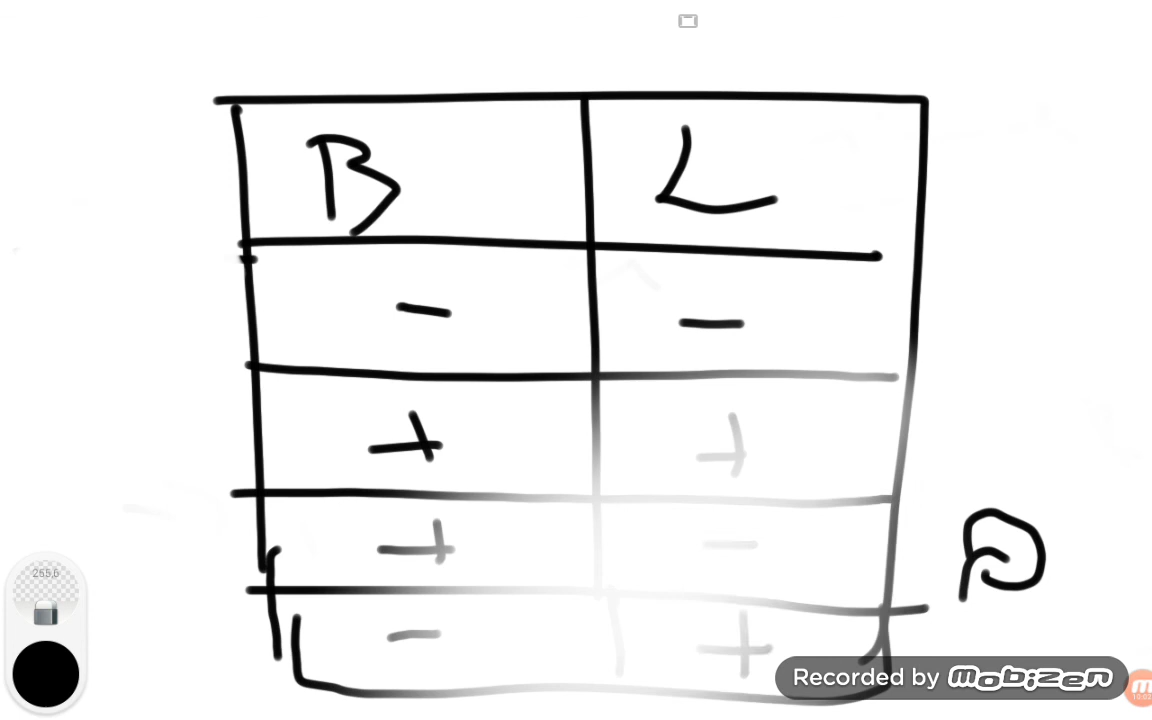 B L
- -
+ +
+ -
- +
Recorded by mobizen